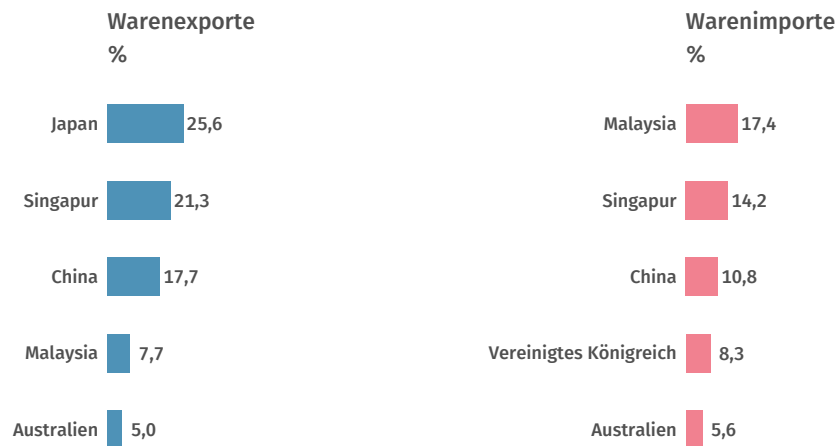 Warenexporte
%
Japan 25,6
Singapur 21,3
China 17,7
Malaysia 7,7
Australien 5,0
Warenimporte
%
Malaysia 17,4
Singapur 14,2
China 10,8
Vereinigtes Königreich 8,3
Australien 5,6